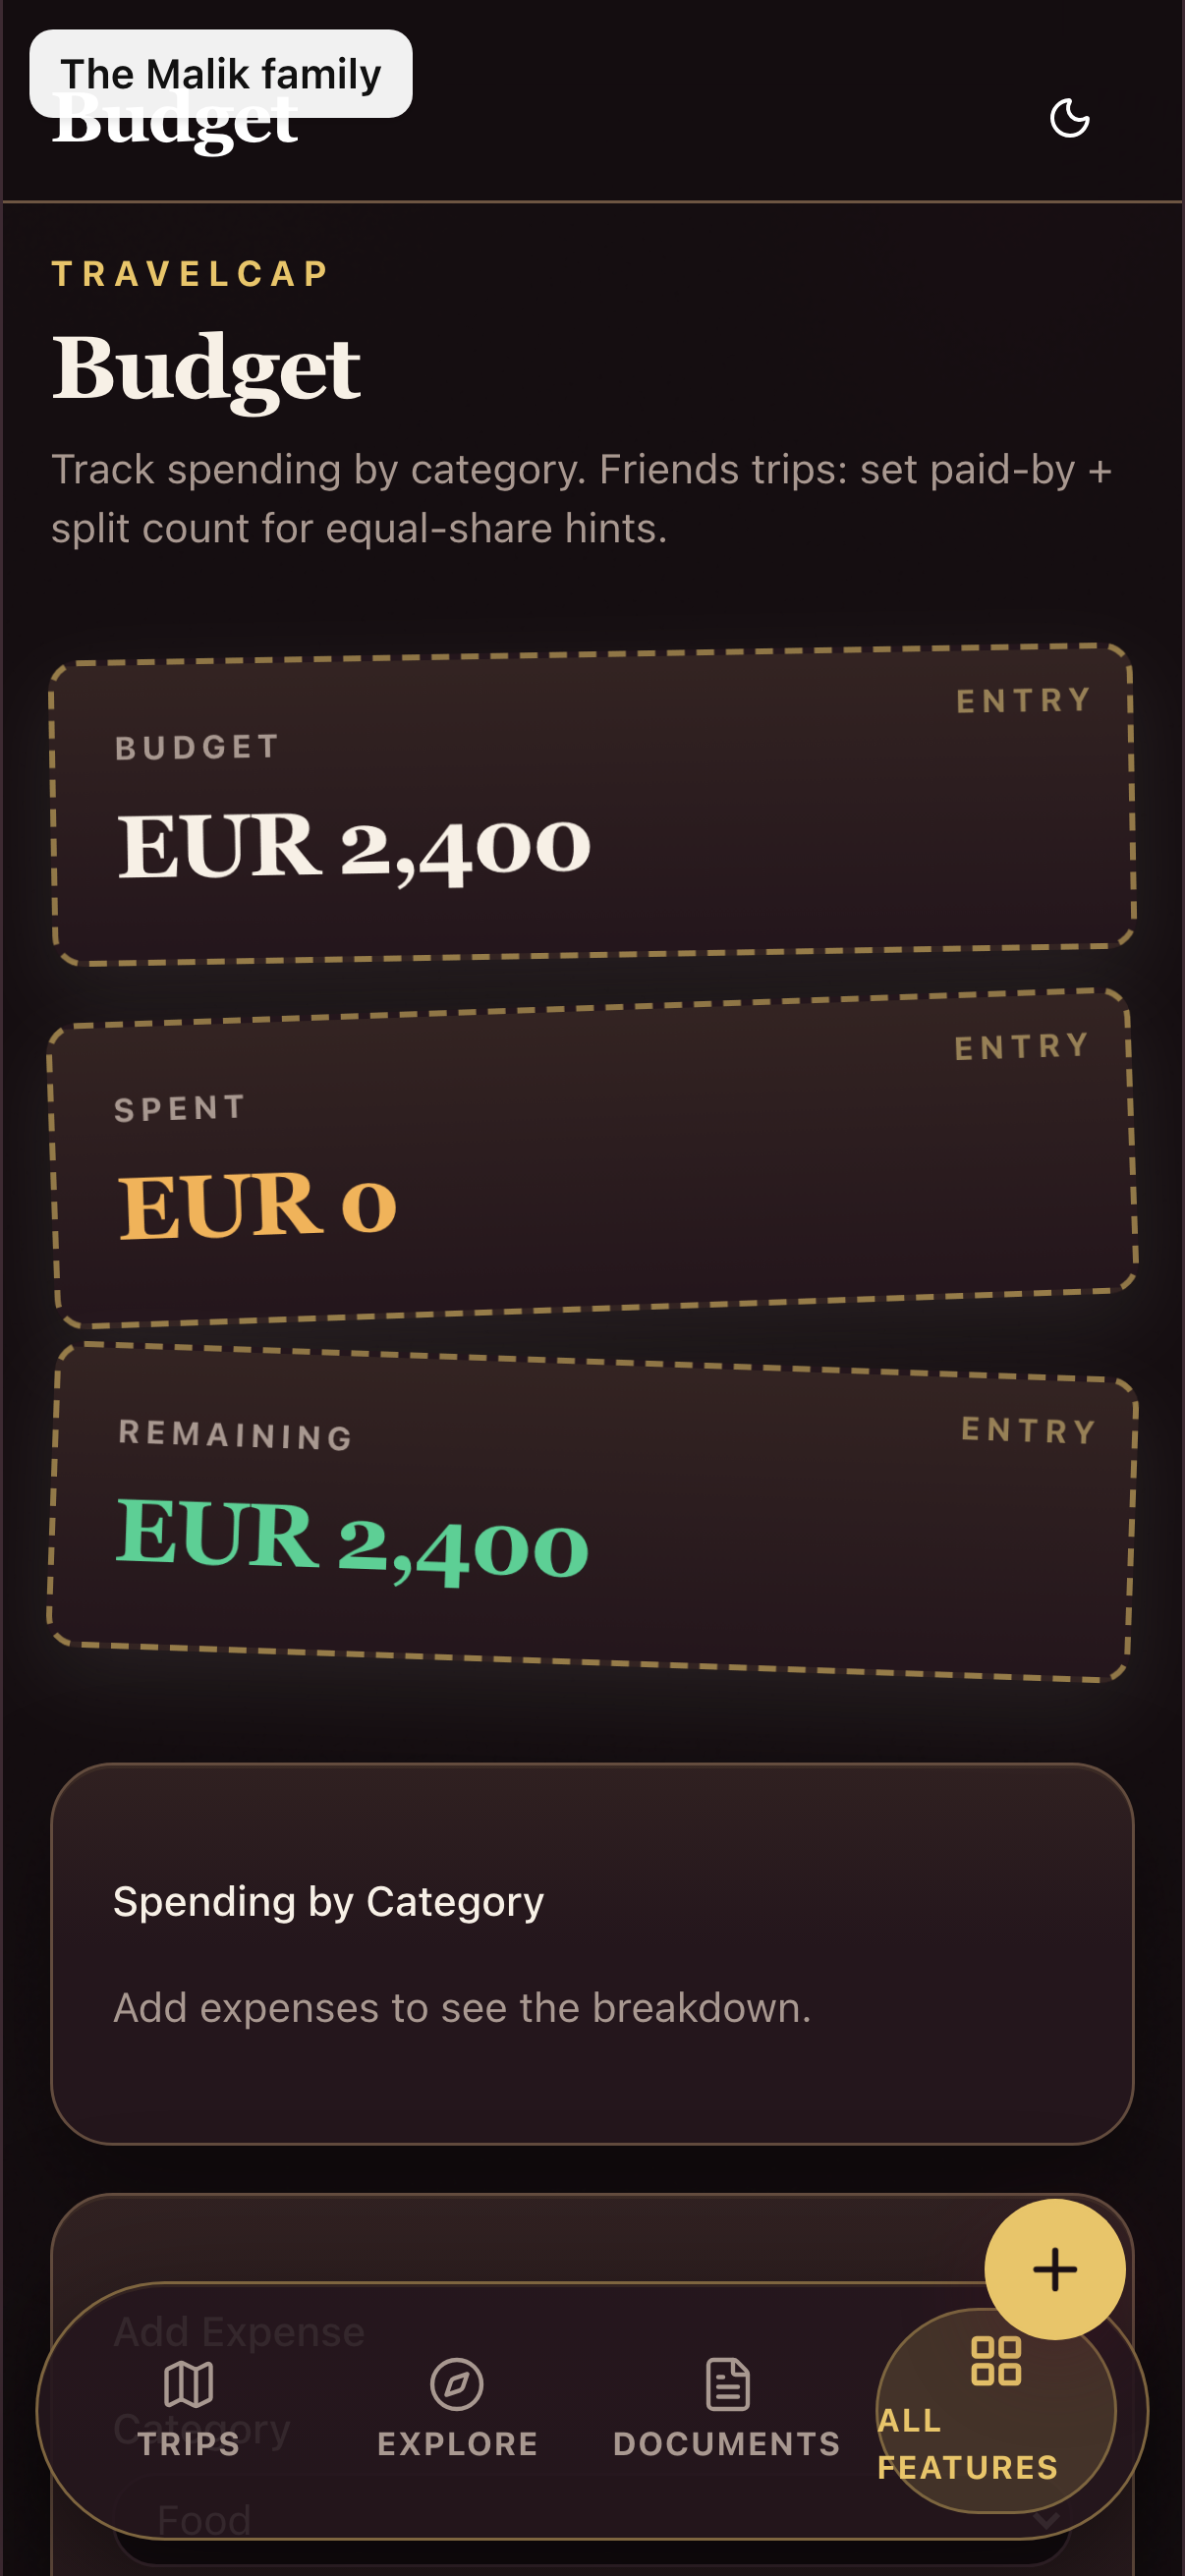 The Malik family
Budget
TRAVELCAP
Budget
Track spending by category. Friends trips: set paid-by +
split count for equal-share hints.
ENTRY
BUDGET
EUR 2,400
ENTRY
SPENT
EUR 0
ENTRY
REMAINING
EUR 2,400
Spending by Category
Add expenses to see the breakdown.
Add Expense
Category
TRIPS
EXPLORE
DOCUMENTS
ALL
FEATURES
Food